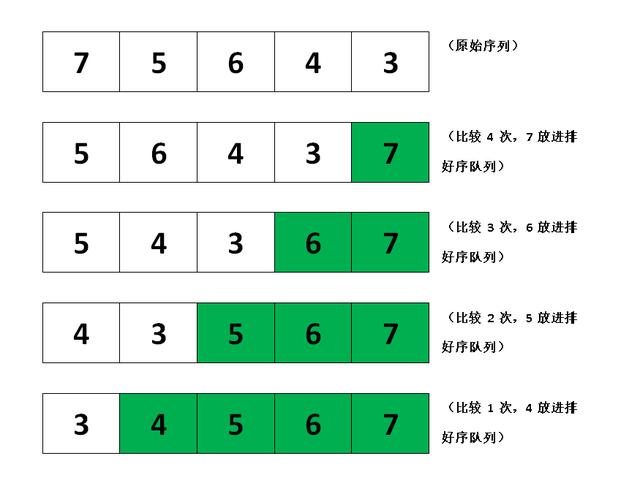 7 5 6 4 3
（原始序列）
5 6 4 3 7
（比较 4 次，7 放进排
好序队列）
5 4 3 6 7
（比较 3 次，6 放进排
好序队列）
4 3 5 6 7
（比较 2 次，5 放进排
好序队列）
3 4 5 6 7
（比较 1 次，4 放进排
好序队列）